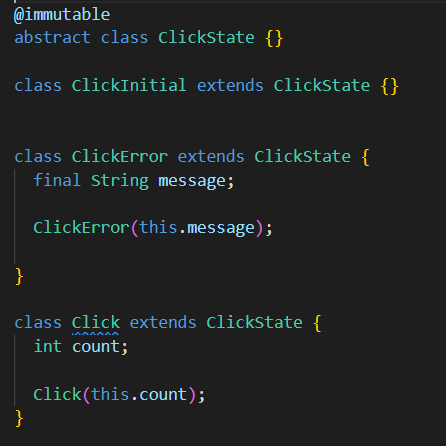 @immutable
abstract class ClickState {}
class ClickInitial extends ClickState {}
class ClickError extends ClickState {
final String message;
ClickError(this.message);
}
class Click extends ClickState {
int count;
Click(this.count);
}